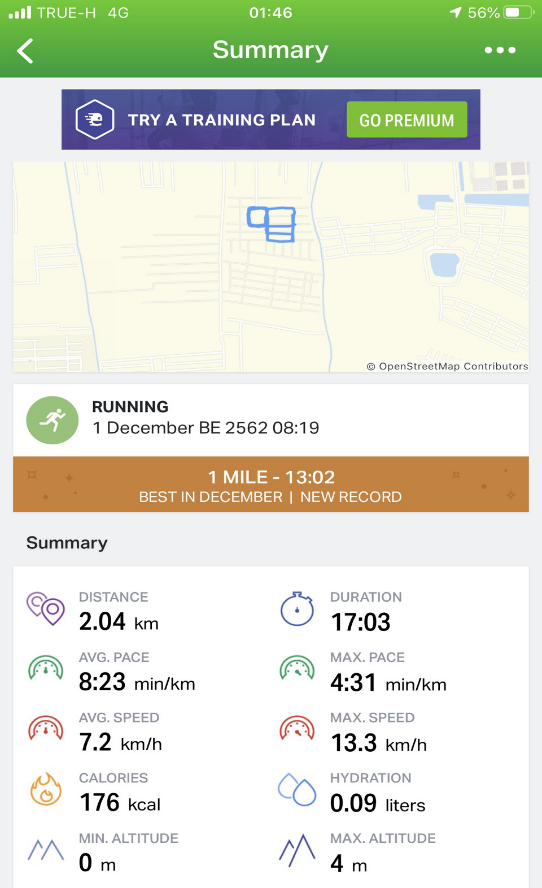 TRUE-H 4G 01:46 56%
Summary
TRY A TRAINING PLAN GO PREMIUM
© OpenStreetMap Contributors
RUNNING
1 December BE 2562 08:19
1 MILE - 13:02
BEST IN DECEMBER | NEW RECORD
Summary
DISTANCE DURATION
2.04 km 17:03
AVG. PACE MAX. PACE
8:23 min/km 4:31 min/km
AVG. SPEED MAX. SPEED
7.2 km/h 13.3 km/h
CALORIES HYDRATION
176 kcal 0.09 liters
MIN. ALTITUDE MAX. ALTITUDE
0 m 4 m